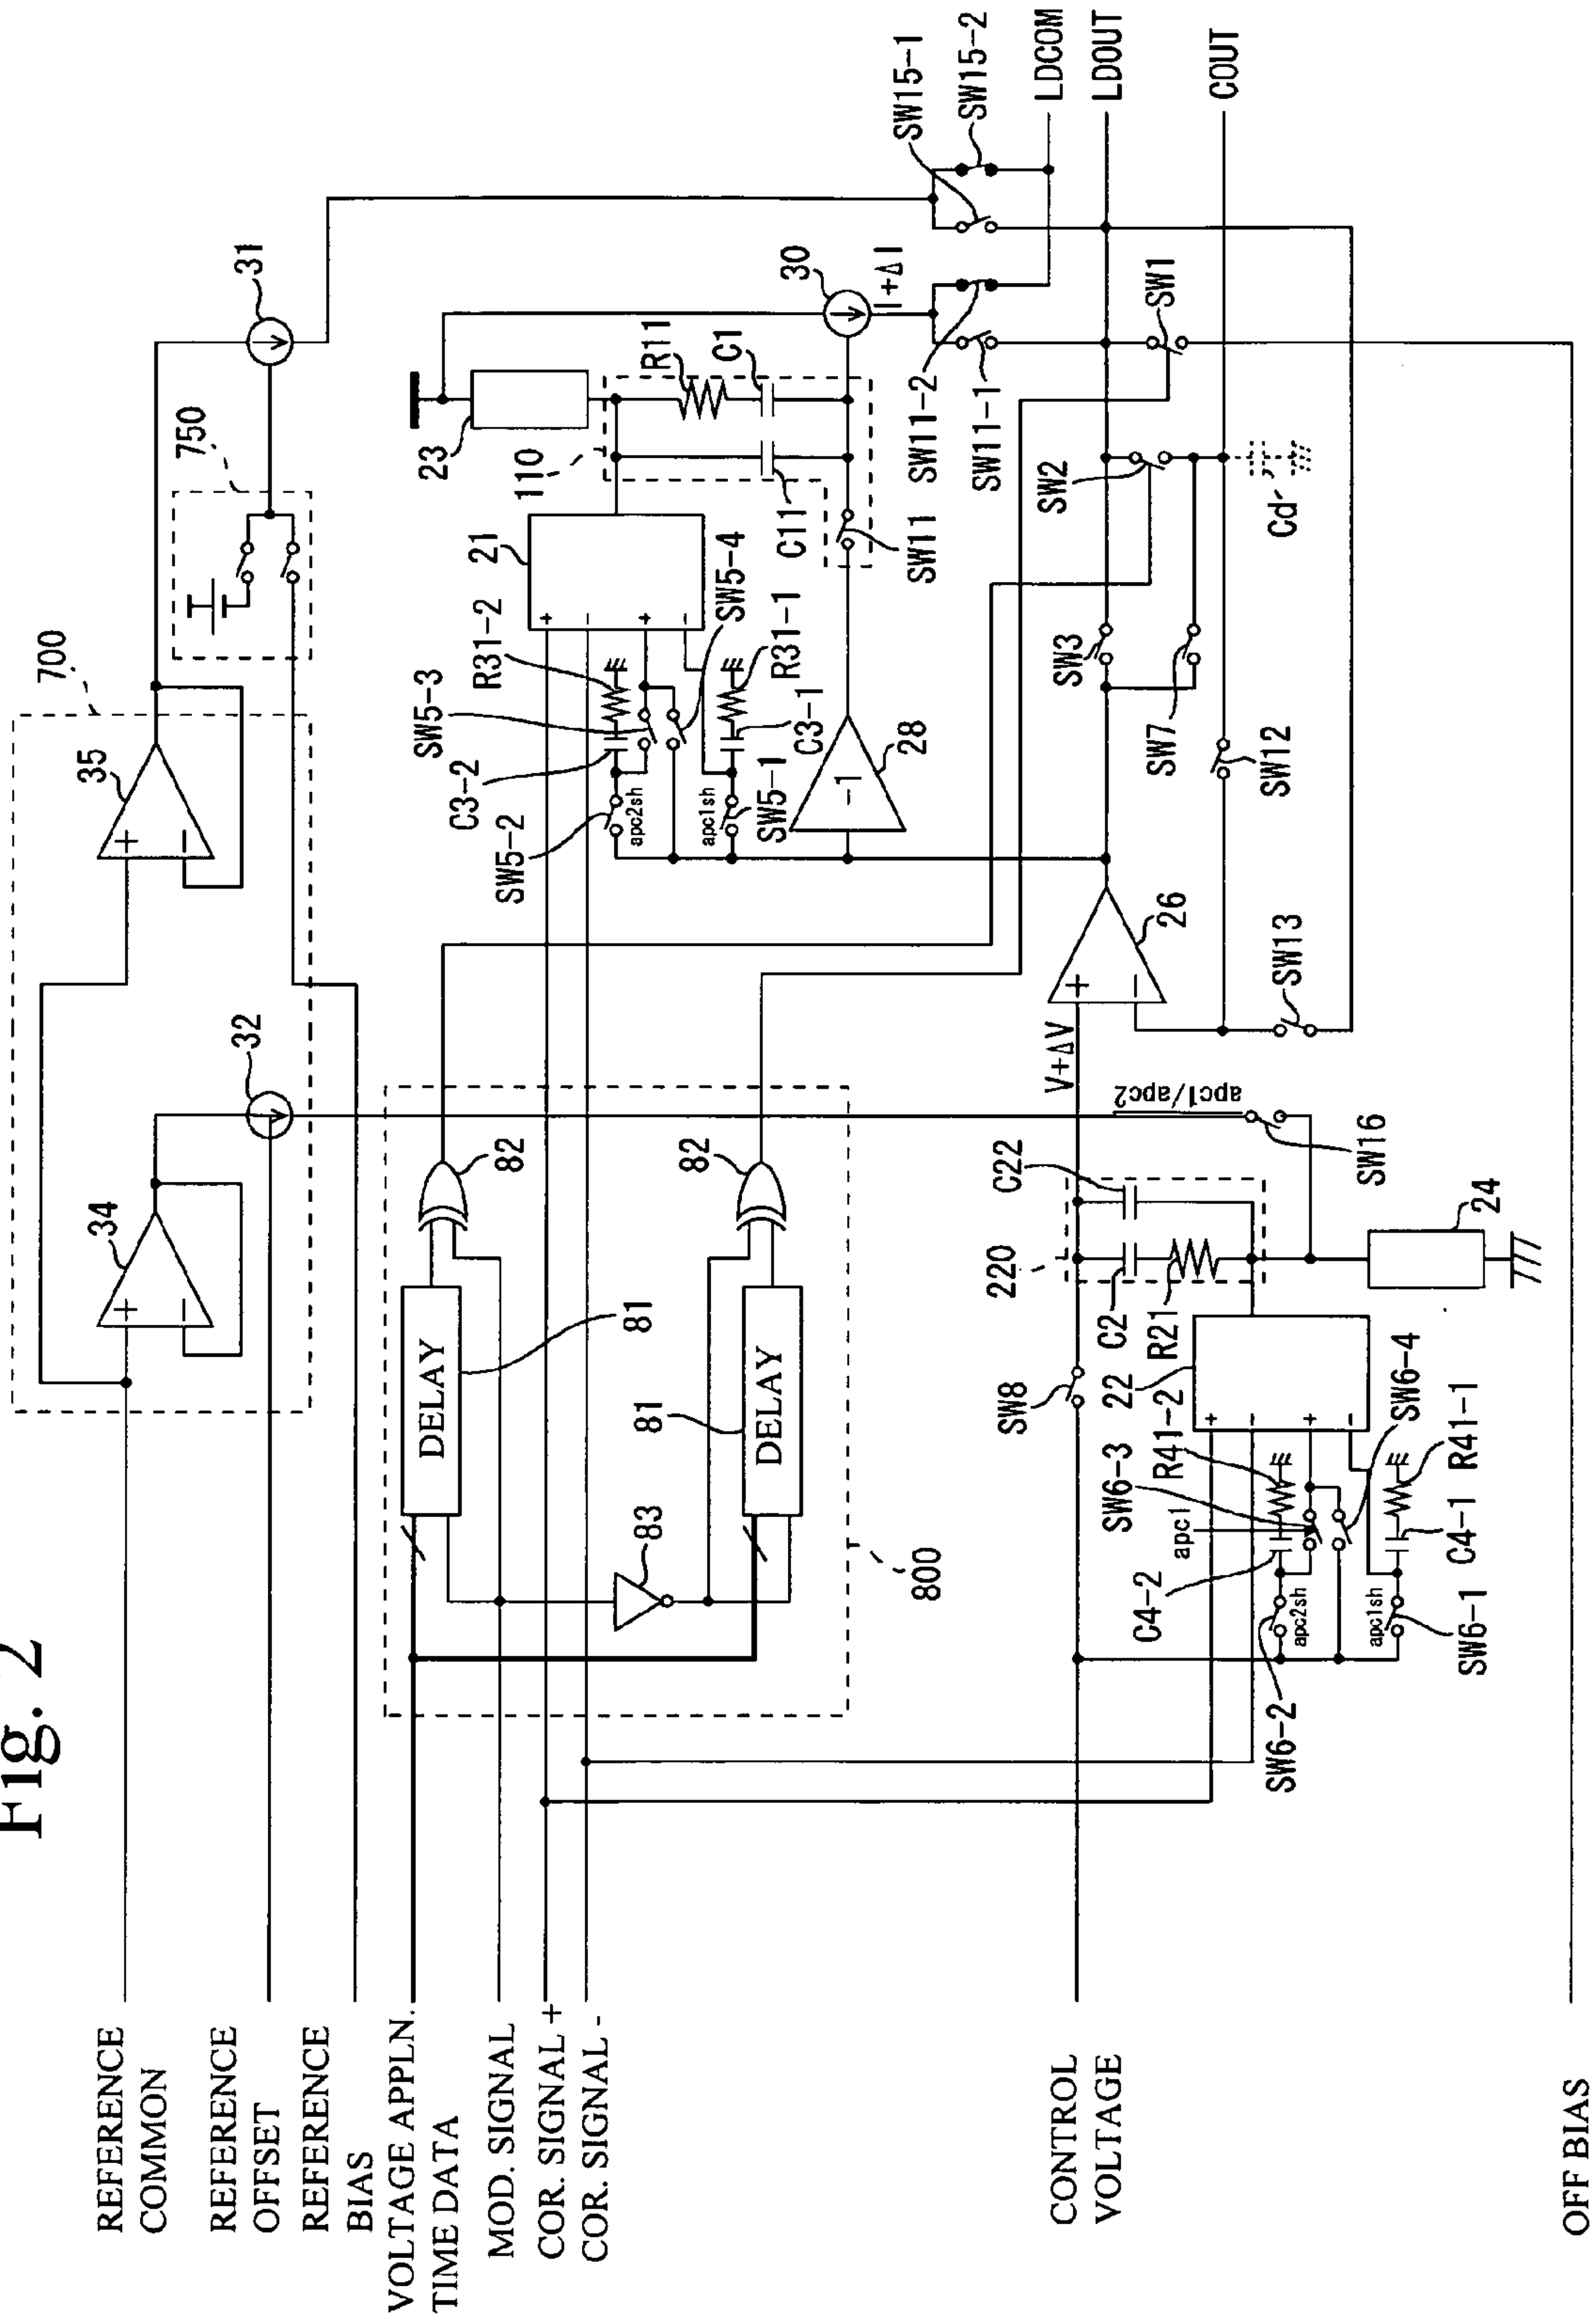 Fig. 2
REFERENCE
COMMON
REFERENCE
OFFSET
REFERENCE
BIAS
VOLTAGE APPLN.
TIME DATA
MOD. SIGNAL
COR. SIGNAL +
COR. SIGNAL -
CONTROL
VOLTAGE
OFF BIAS
700
34
+
−
35
+
−
32
31
750
800
DELAY
81
82
83
DELAY
81
82
23
110
R11
C1
C11
SW11
21
+
−
+
−
R31-2
SW5-3
C3-2
SW5-2
apc2sh
SW5-4
R31-1
C3-1
apc1sh
SW5-1
-1
28
30
I+ΔI
SW11-2
SW11-1
SW15-1
SW15-2
LDCOM
LDOUT
COUT
SW1
SW2
Cd
SW3
SW7
SW12
SW13
V+ΔV
+
−
26
apc1/apc2
SW16
24
220
C22
C2
R21
SW8
22
+
−
+
−
R41-2
SW6-3
apc1
C4-2
SW6-2
apc2sh
SW6-4
R41-1
C4-1
apc1sh
SW6-1